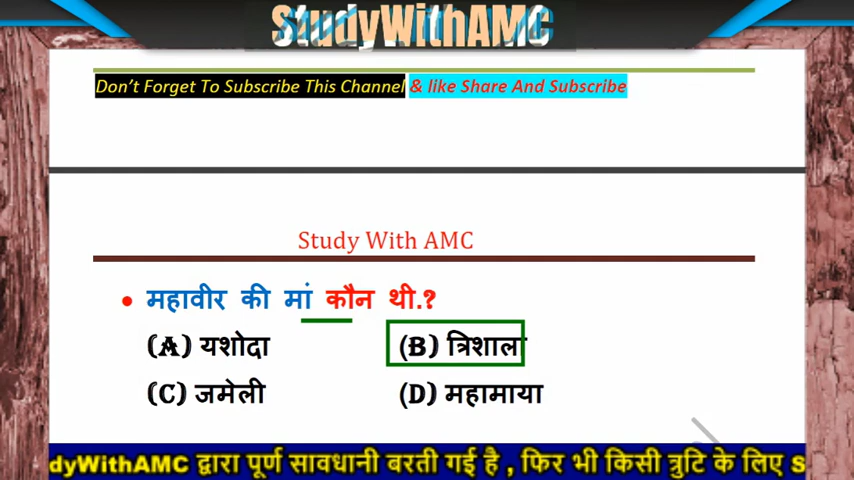 StudyWithAMC
Don't Forget To Subscribe This Channel & like Share And Subscribe
Study With AMC
• महावीर की मां कौन थी.?
(A) यशोदा (B) त्रिशाला
(C) जमेली (D) महामाया
dyWithAMC द्वारा पूर्ण सावधानी बरती गई है , फिर भी किसी त्रुटि के लिए S